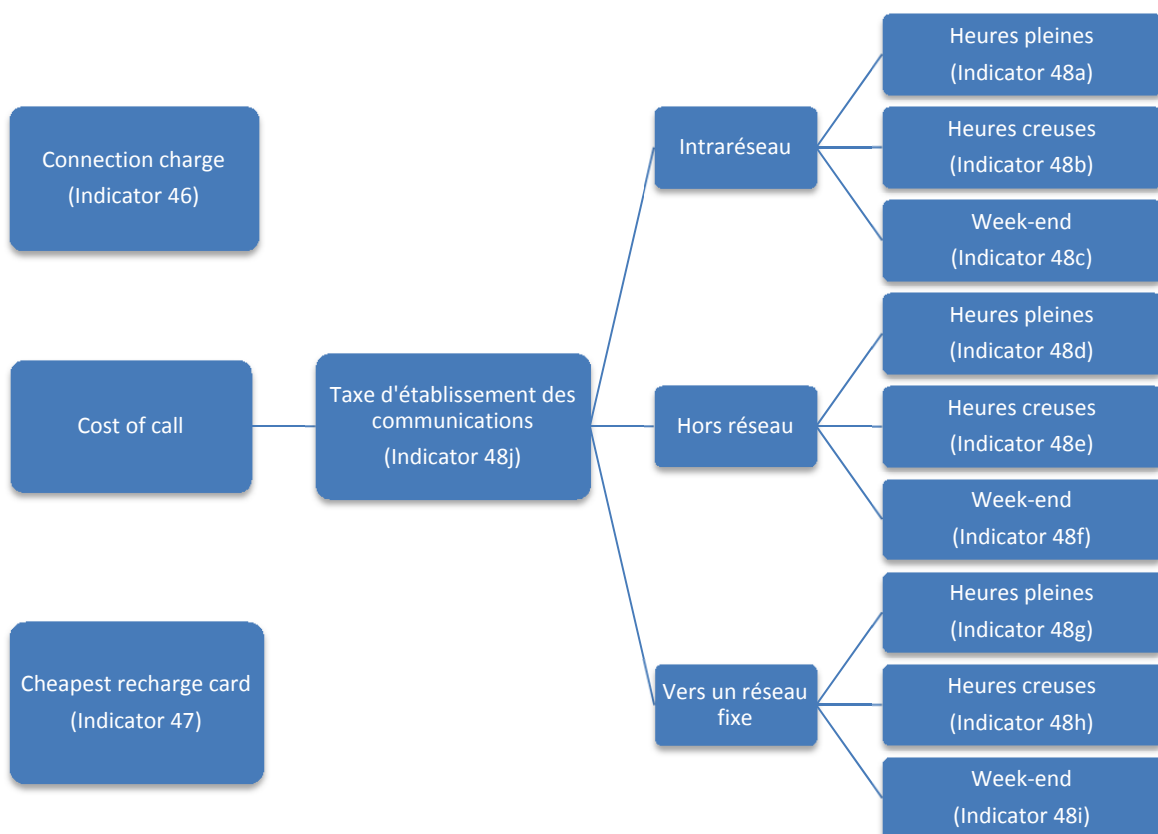 Connection charge
(Indicator 46)
Cost of call
Cheapest recharge card
(Indicator 47)
Taxe d'établissement des
communications
(Indicator 48j)
Intraréseau
Heures pleines
(Indicator 48a)
Heures creuses
(Indicator 48b)
Week-end
(Indicator 48c)
Hors réseau
Heures pleines
(Indicator 48d)
Heures creuses
(Indicator 48e)
Week-end
(Indicator 48f)
Vers un réseau
fixe
Heures pleines
(Indicator 48g)
Heures creuses
(Indicator 48h)
Week-end
(Indicator 48i)